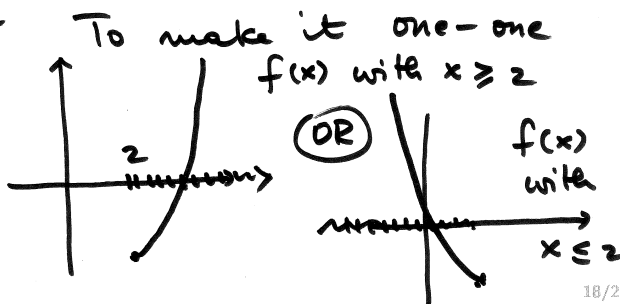 To make it one-one
f(x) with x ≥ 2
2
OR
f(x)
with
x ≤ 2
18/2